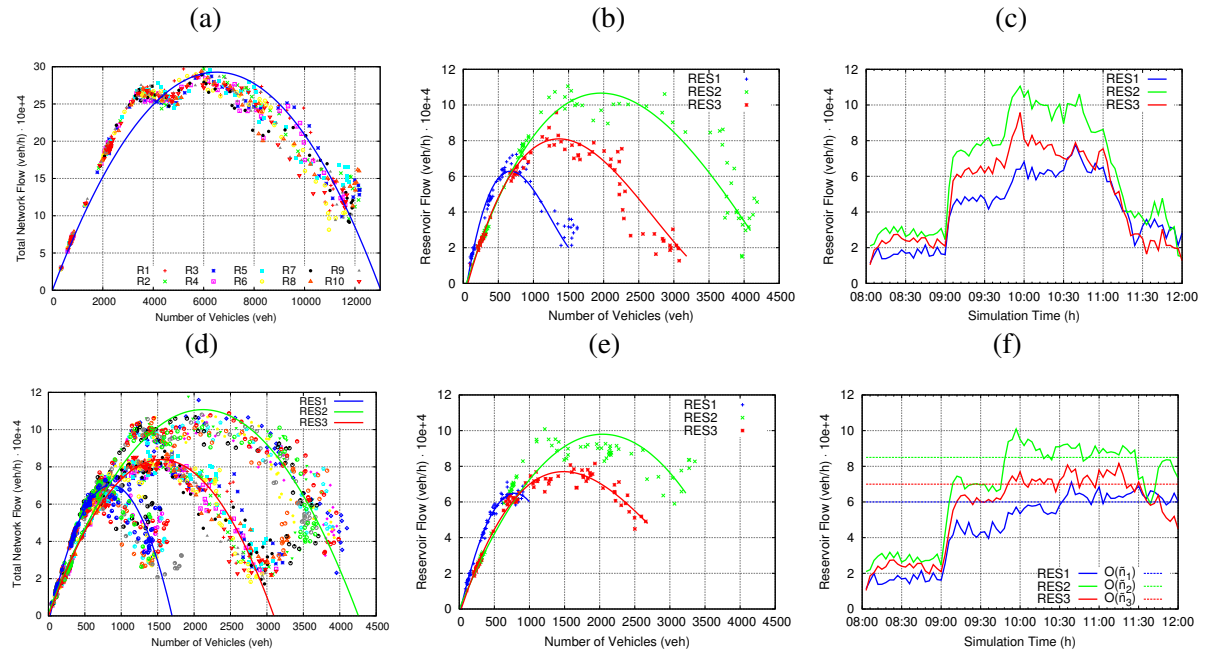 (a)
(b)
(c)
Total Network Flow (veh/h) · 10e+4
30
25
20
15
10
5
0
R1 R3 R5 R7 R9
R2 R4 R6 R8 R10
0 2000 4000 6000 8000 10000 12000
Number of Vehicles (veh)
Reservoir Flow (veh/h) · 10e+4
12
10
8
6
4
2
0
RES1
RES2
RES3
0 500 1000 1500 2000 2500 3000 3500 4000 4500
Number of Vehicles (veh)
Reservoir Flow (veh/h) · 10e+4
12
10
8
6
4
2
0
RES1
RES2
RES3
08:00 08:30 09:00 09:30 10:00 10:30 11:00 11:30 12:00
Simulation Time (h)
(d)
(e)
(f)
Total Network Flow (veh/h) · 10e+4
12
10
8
6
4
2
0
RES1
RES2
RES3
0 500 1000 1500 2000 2500 3000 3500 4000 4500
Number of Vehicles (veh)
Reservoir Flow (veh/h) · 10e+4
12
10
8
6
4
2
0
RES1
RES2
RES3
0 500 1000 1500 2000 2500 3000 3500 4000 4500
Number of Vehicles (veh)
Reservoir Flow (veh/h) · 10e+4
12
10
8
6
4
2
0
RES1 O(ñ₁)
RES2 O(ñ₂)
RES3 O(ñ₃)
08:00 08:30 09:00 09:30 10:00 10:30 11:00 11:30 12:00
Simulation Time (h)